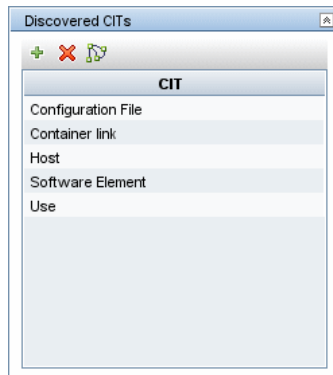 Discovered CITs
CIT
Configuration File
Container link
Host
Software Element
Use